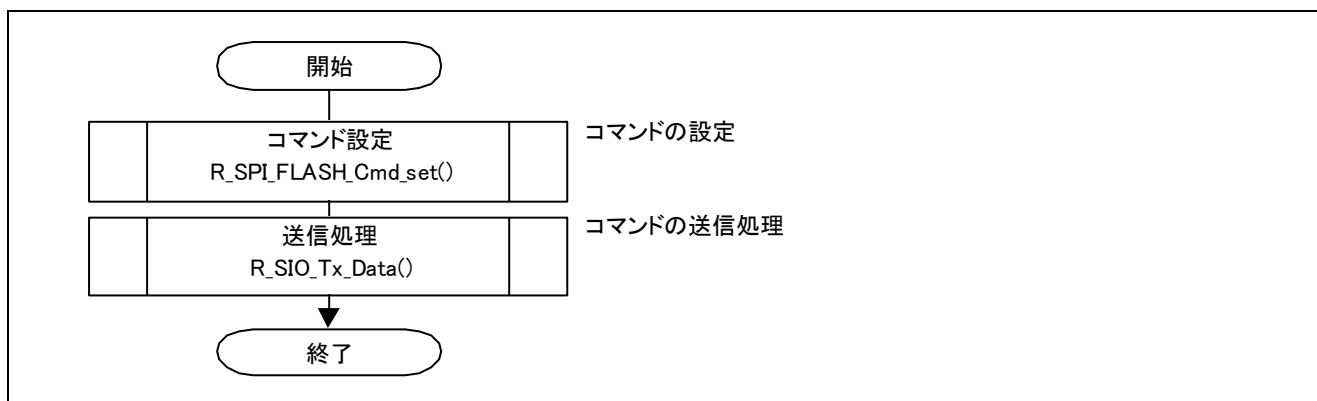 開始
コマンド設定
R_SPI_FLASH_Cmd_set()
コマンドの設定
送信処理
R_SIO_Tx_Data()
コマンドの送信処理
終了